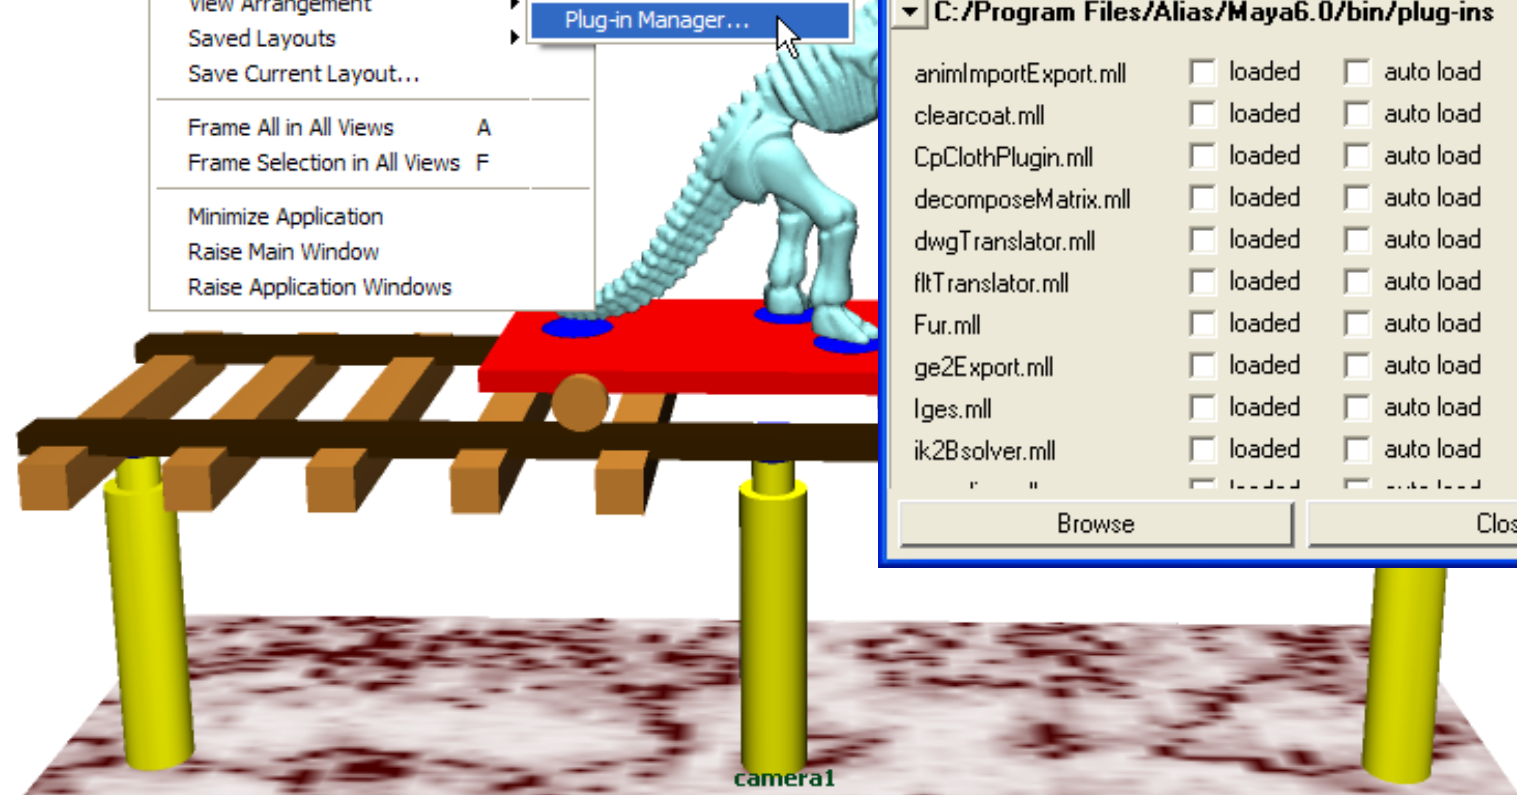 View Arrangement
Saved Layouts
Save Current Layout...
Frame All in All Views A
Frame Selection in All Views F
Minimize Application
Raise Main Window
Raise Application Windows
Plug-in Manager...
C:/Program Files/Alias/Maya6.0/bin/plug-ins
animImportExport.mll loaded auto load
clearcoat.mll loaded auto load
CpClothPlugin.mll loaded auto load
decomposeMatrix.mll loaded auto load
dwgTranslator.mll loaded auto load
fltTranslator.mll loaded auto load
Fur.mll loaded auto load
ge2Export.mll loaded auto load
Iges.mll loaded auto load
ik2Bsolver.mll loaded auto load
loaded auto load
Browse Clos
camera1